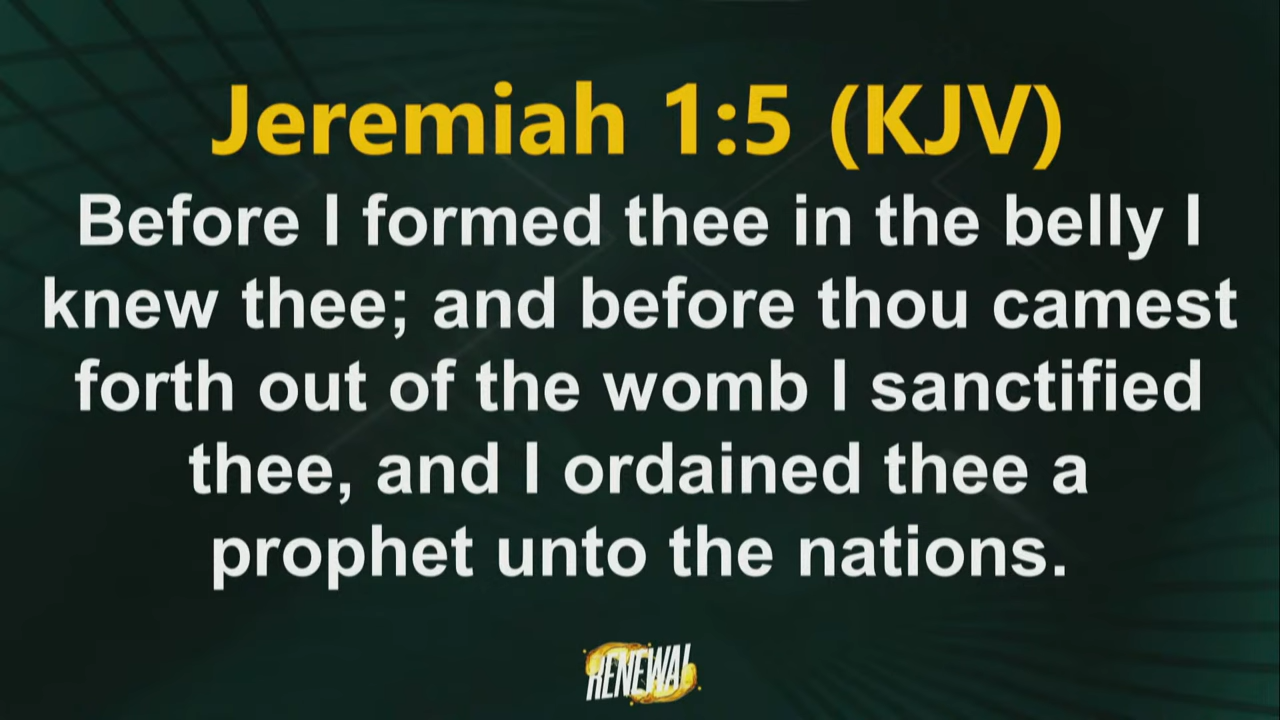 Jeremiah 1:5 (KJV)
Before I formed thee in the belly I
knew thee; and before thou camest
forth out of the womb I sanctified
thee, and I ordained thee a
prophet unto the nations.
RENEWAL